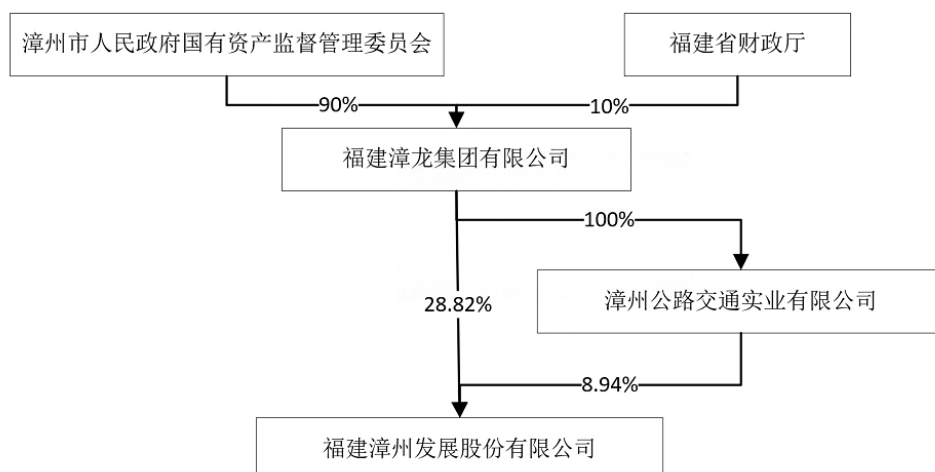 漳州市人民政府国有资产监督管理委员会
福建省财政厅
90%
10%
福建漳龙集团有限公司
100%
漳州公路交通实业有限公司
28.82%
8.94%
福建漳州发展股份有限公司